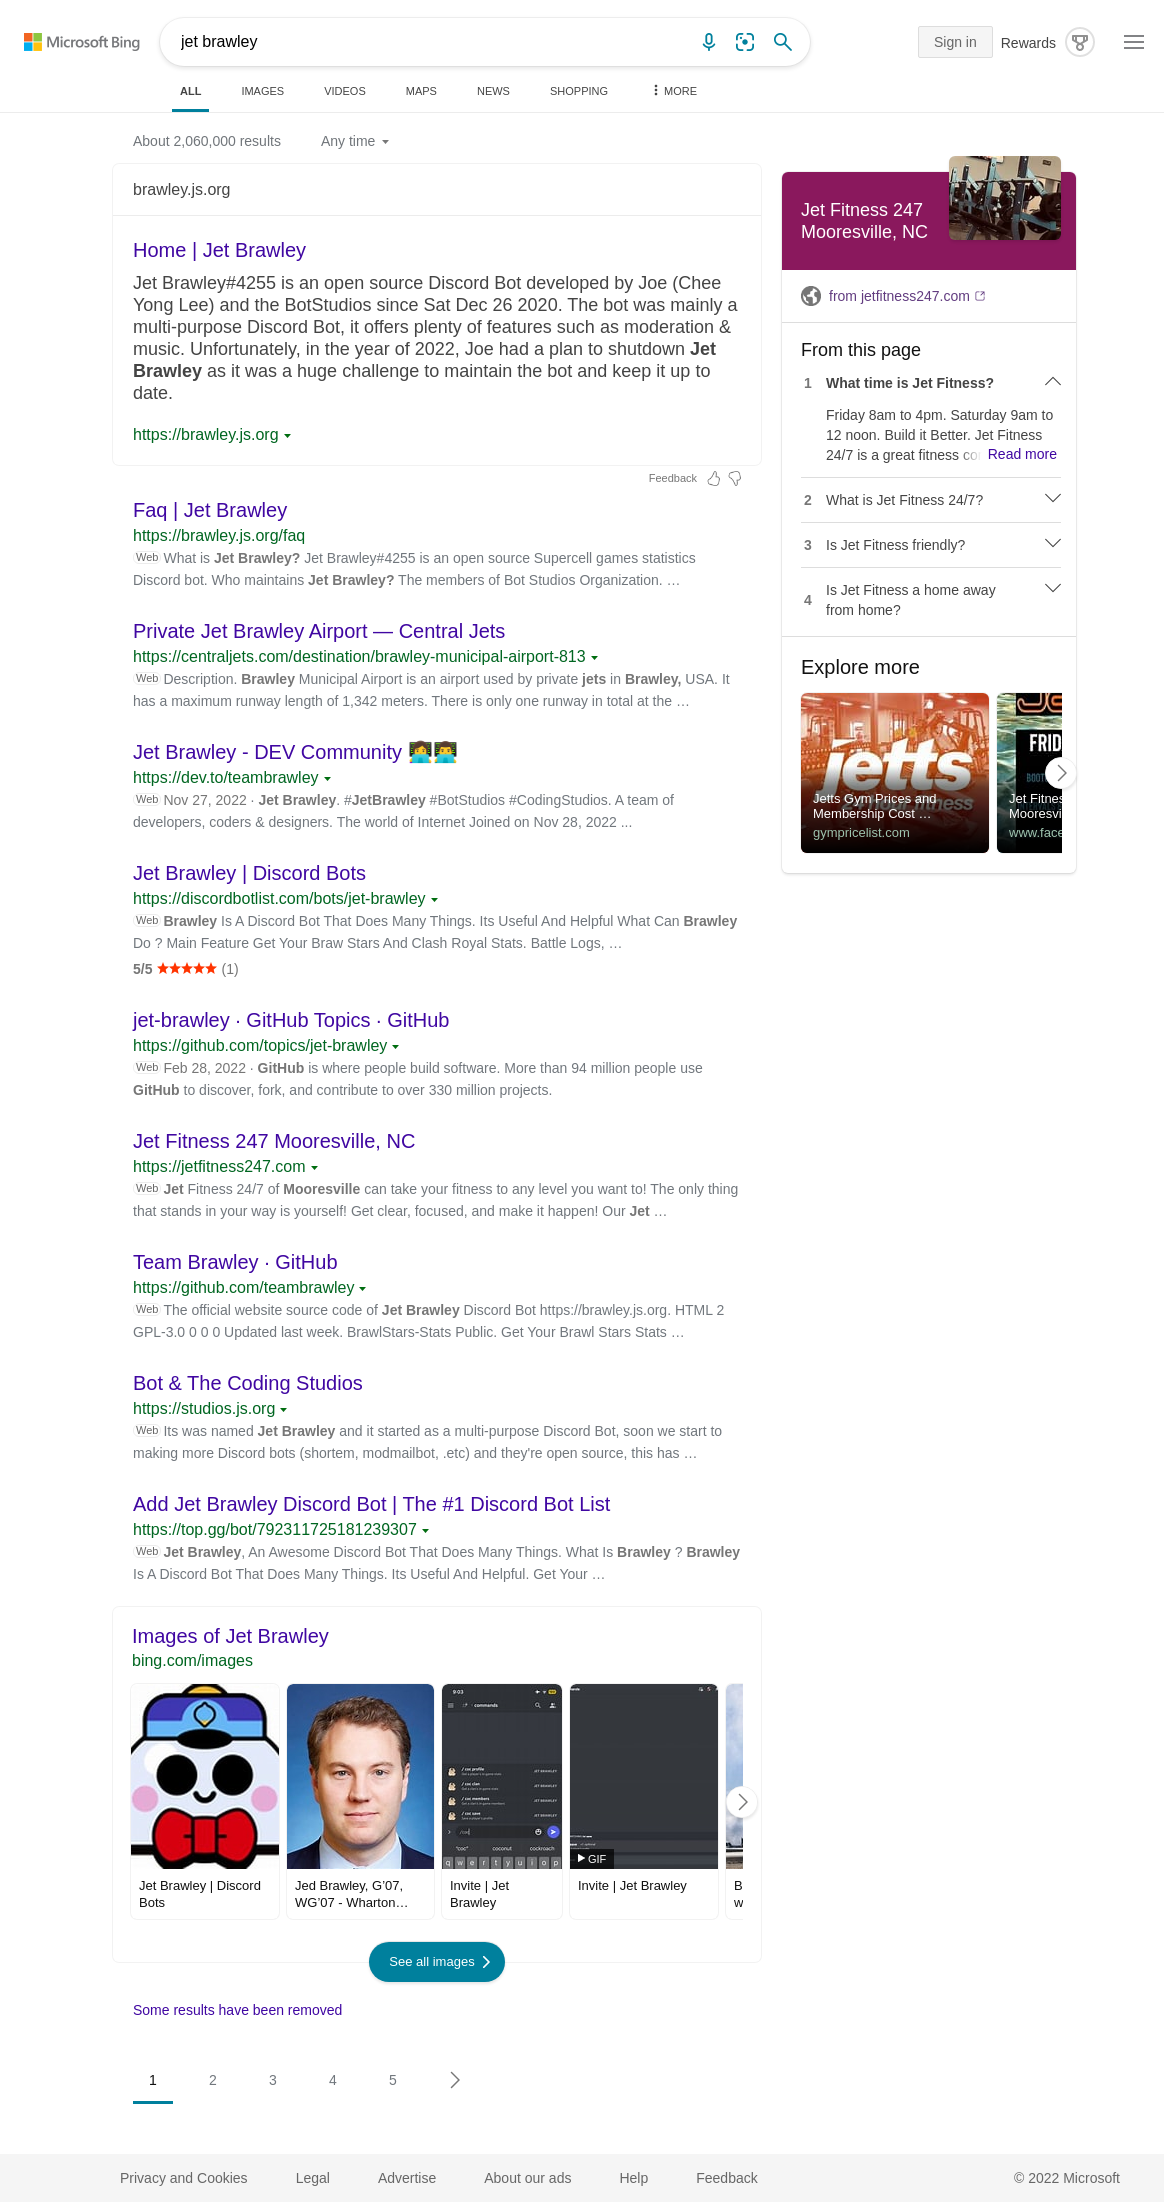 Microsoft Bing
jet brawley
Sign in
Rewards
ALL
IMAGES
VIDEOS
MAPS
NEWS
SHOPPING
MORE
About 2,060,000 results
Any time
brawley.js.org
Home | Jet Brawley
Jet Brawley#4255 is an open source Discord Bot developed by Joe (Chee
Yong Lee) and the BotStudios since Sat Dec 26 2020. The bot was mainly a
multi-purpose Discord Bot, it offers plenty of features such as moderation &
music. Unfortunately, in the year of 2022, Joe had a plan to shutdown Jet
Brawley as it was a huge challenge to maintain the bot and keep it up to
date.
https://brawley.js.org
Feedback
Faq | Jet Brawley
https://brawley.js.org/faq
Web What is Jet Brawley? Jet Brawley#4255 is an open source Supercell games statistics
Discord bot. Who maintains Jet Brawley? The members of Bot Studios Organization. …
Private Jet Brawley Airport — Central Jets
https://centraljets.com/destination/brawley-municipal-airport-813
Web Description. Brawley Municipal Airport is an airport used by private jets in Brawley, USA. It
has a maximum runway length of 1,342 meters. There is only one runway in total at the …
Jet Brawley - DEV Community 👩‍💻👨‍💻
https://dev.to/teambrawley
Web Nov 27, 2022 · Jet Brawley. #JetBrawley #BotStudios #CodingStudios. A team of
developers, coders & designers. The world of Internet Joined on Nov 28, 2022 ...
Jet Brawley | Discord Bots
https://discordbotlist.com/bots/jet-brawley
Web Brawley Is A Discord Bot That Does Many Things. Its Useful And Helpful What Can Brawley
Do ? Main Feature Get Your Braw Stars And Clash Royal Stats. Battle Logs, …
5/5 ★★★★★ (1)
jet-brawley · GitHub Topics · GitHub
https://github.com/topics/jet-brawley
Web Feb 28, 2022 · GitHub is where people build software. More than 94 million people use
GitHub to discover, fork, and contribute to over 330 million projects.
Jet Fitness 247 Mooresville, NC
https://jetfitness247.com
Web Jet Fitness 24/7 of Mooresville can take your fitness to any level you want to! The only thing
that stands in your way is yourself! Get clear, focused, and make it happen! Our Jet …
Team Brawley · GitHub
https://github.com/teambrawley
Web The official website source code of Jet Brawley Discord Bot https://brawley.js.org. HTML 2
GPL-3.0 0 0 0 Updated last week. BrawlStars-Stats Public. Get Your Brawl Stars Stats …
Bot & The Coding Studios
https://studios.js.org
Web Its was named Jet Brawley and it started as a multi-purpose Discord Bot, soon we start to
making more Discord bots (shortem, modmailbot, .etc) and they're open source, this has …
Add Jet Brawley Discord Bot | The #1 Discord Bot List
https://top.gg/bot/792311725181239307
Web Jet Brawley, An Awesome Discord Bot That Does Many Things. What Is Brawley ? Brawley
Is A Discord Bot That Does Many Things. Its Useful And Helpful. Get Your …
Images of Jet Brawley
bing.com/images
9:03
commands
/ coc profile
JET BRAWLEY
/ coc clan
JET BRAWLEY
/ coc members
JET BRAWLEY
/ coc save
JET BRAWLEY
/coc
"coc"
coconut
cockroach
q w e r t y u i o p
GIF
Jet Brawley | Discord
Bots
Jed Brawley, G'07,
WG'07 - Wharton…
Invite | Jet
Brawley
Invite | Jet Brawley
B
w
See all images
Some results have been removed
1
2
3
4
5
Jet Fitness 247
Mooresville, NC
from jetfitness247.com
From this page
1 What time is Jet Fitness?
Friday 8am to 4pm. Saturday 9am to
12 noon. Build it Better. Jet Fitness
24/7 is a great fitness co Read more
2 What is Jet Fitness 24/7?
3 Is Jet Fitness friendly?
4 Is Jet Fitness a home away
from home?
Explore more
jetts
24 hour fitness
Jetts Gym Prices and
Membership Cost …
gympricelist.com
FRID
BOOT
Jet Fitnes
Mooresvi
www.face
Privacy and Cookies
Legal
Advertise
About our ads
Help
Feedback
© 2022 Microsoft